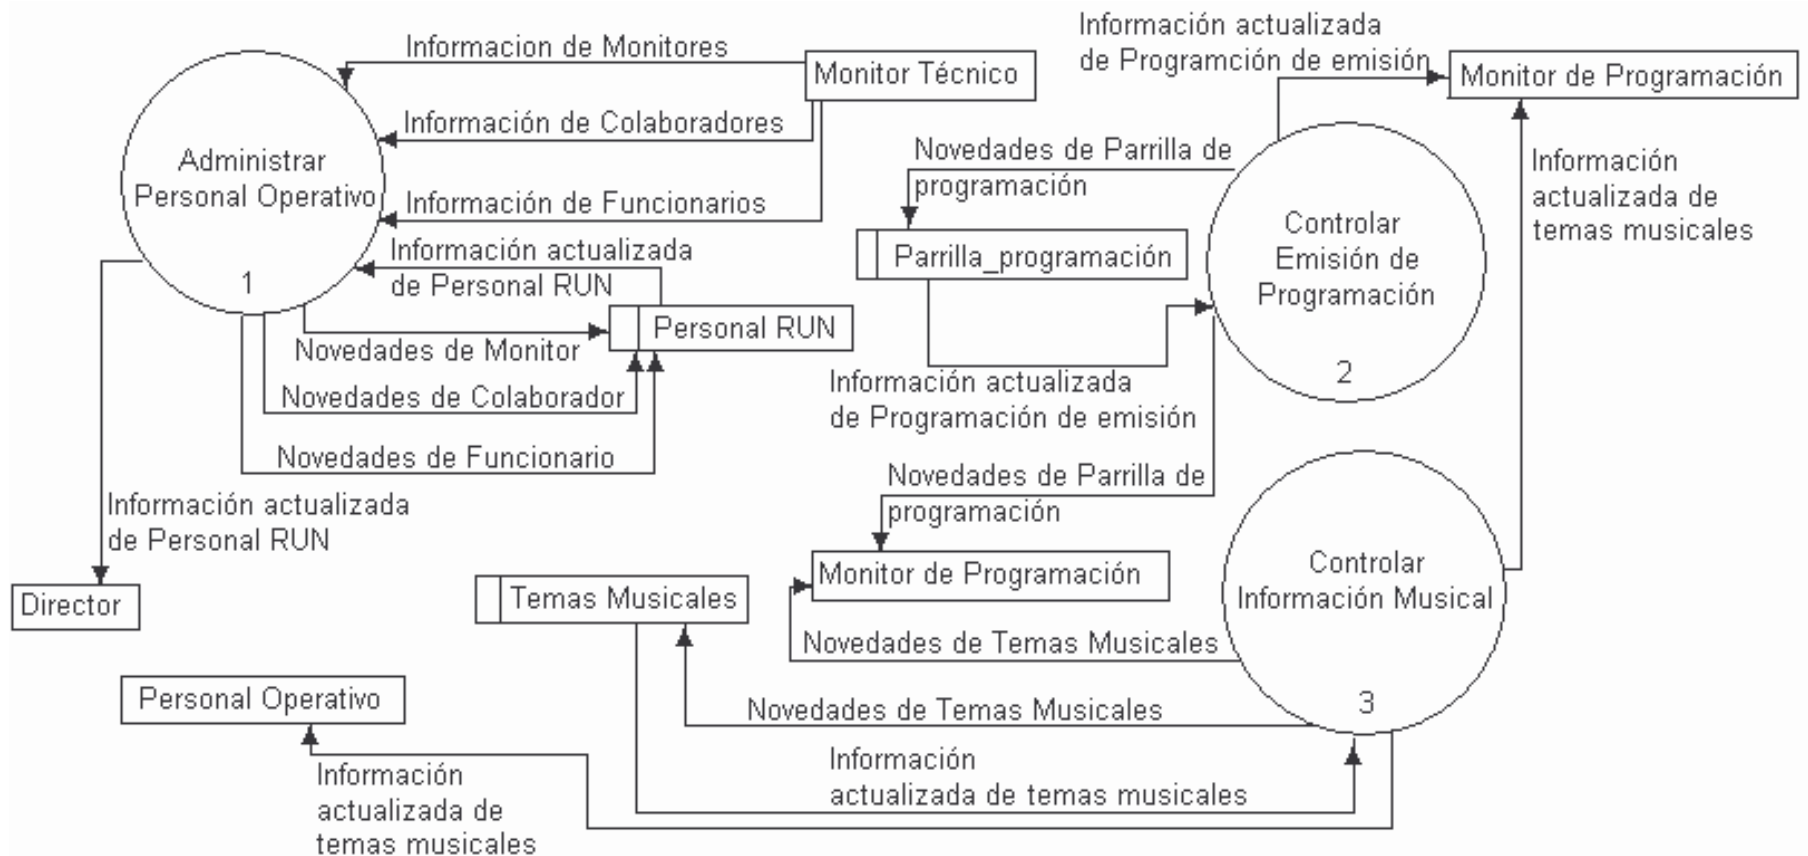 Informacion de Monitores
Monitor Técnico
Información de Colaboradores
Información de Funcionarios
Administrar
Personal Operativo
1
Información actualizada
de Personal RUN
Personal RUN
Novedades de Monitor
Novedades de Colaborador
Novedades de Funcionario
Información actualizada
de Personal RUN
Director
Información actualizada
de Progrmción de emisión
Monitor de Programación
Novedades de Parrilla de
programación
Parrilla_programación
Controlar
Emisión de
Programación
2
Información
actualizada de
temas musicales
Información actualizada
de Programación de emisión
Novedades de Parrilla de
programación
Monitor de Programación
Controlar
Información Musical
3
Temas Musicales
Novedades de Temas Musicales
Personal Operativo
Novedades de Temas Musicales
Información
actualizada de temas musicales
Información
actualizada de
temas musicales